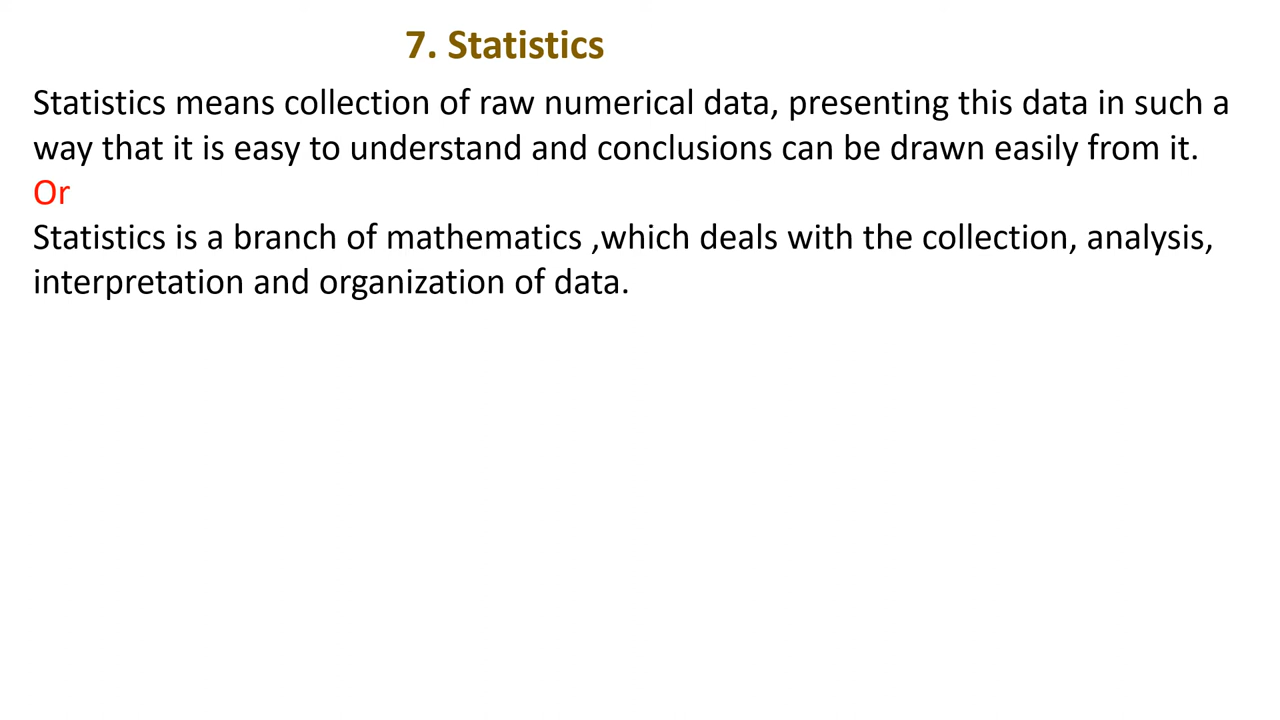 7. Statistics
Statistics means collection of raw numerical data, presenting this data in such a
way that it is easy to understand and conclusions can be drawn easily from it.
Or
Statistics is a branch of mathematics ,which deals with the collection, analysis,
interpretation and organization of data.